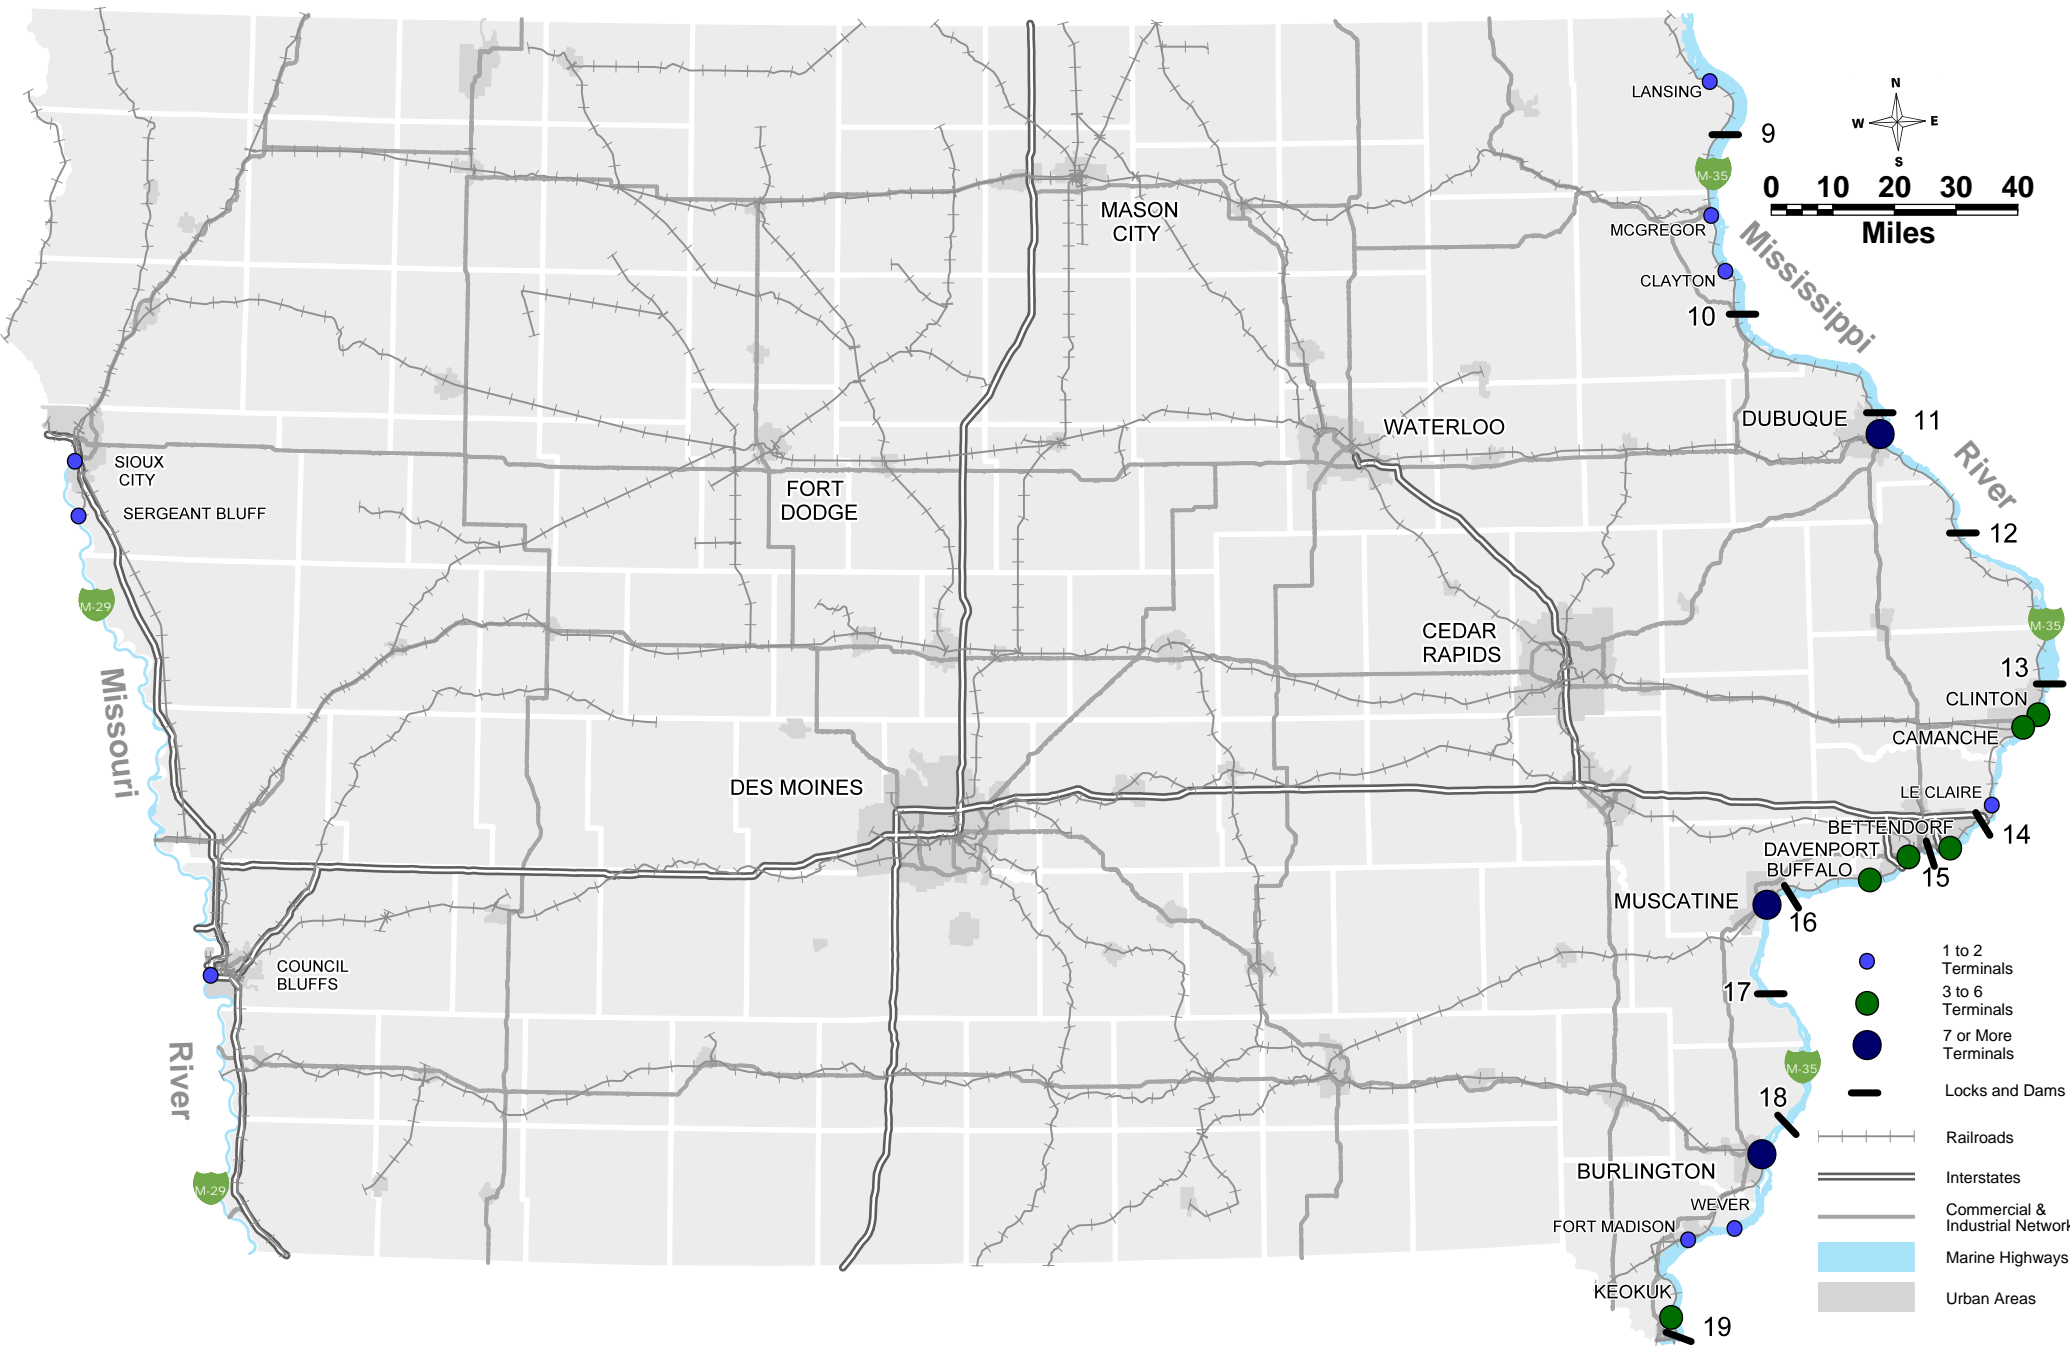 LANSING
9
N
W
E
S
M-35
0 10 20 30 40
Miles
MCGREGOR
CLAYTON
10
Mississippi
River
MASON
CITY
DUBUQUE
11
WATERLOO
SIOUX
CITY
SERGEANT BLUFF
FORT
DODGE
12
M-29
M-35
CEDAR
RAPIDS
13
CLINTON
CAMANCHE
Missouri
River
DES MOINES
LE CLAIRE
BETTENDORF
14
DAVENPORT
BUFFALO
15
MUSCATINE
16
COUNCIL
BLUFFS
17
M-35
18
BURLINGTON
WEVER
FORT MADISON
M-29
KEOKUK
19
1 to 2
Terminals
3 to 6
Terminals
7 or More
Terminals
Locks and Dams
Railroads
Interstates
Commercial &
Industrial Network
Marine Highways
Urban Areas